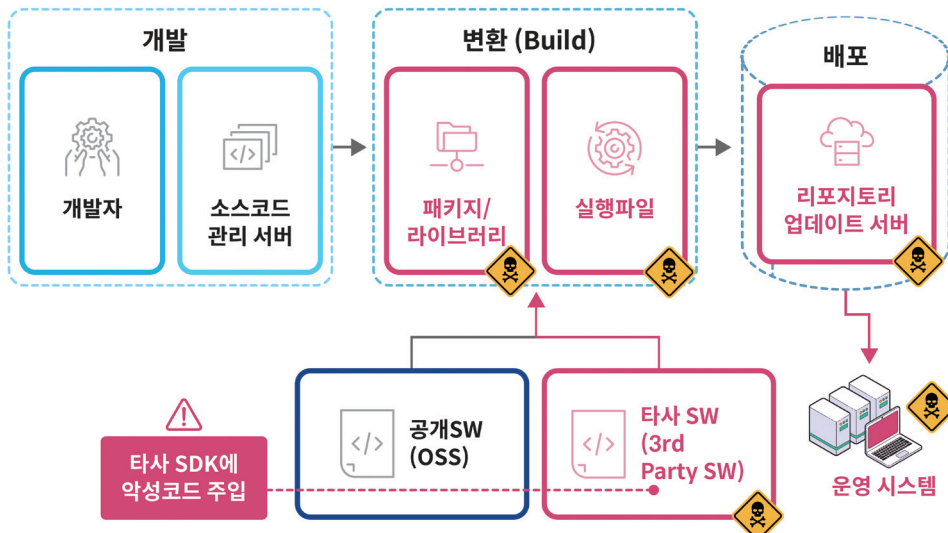 개발
변환 (Build)
배포
개발자
소스코드
관리 서버
패키지/
라이브러리
실행파일
리포지토리
업데이트 서버
</>
타사 SDK에
악성코드 주입
</>
공개SW
(OSS)
</>
타사 SW
(3rd
Party SW)
운영 시스템